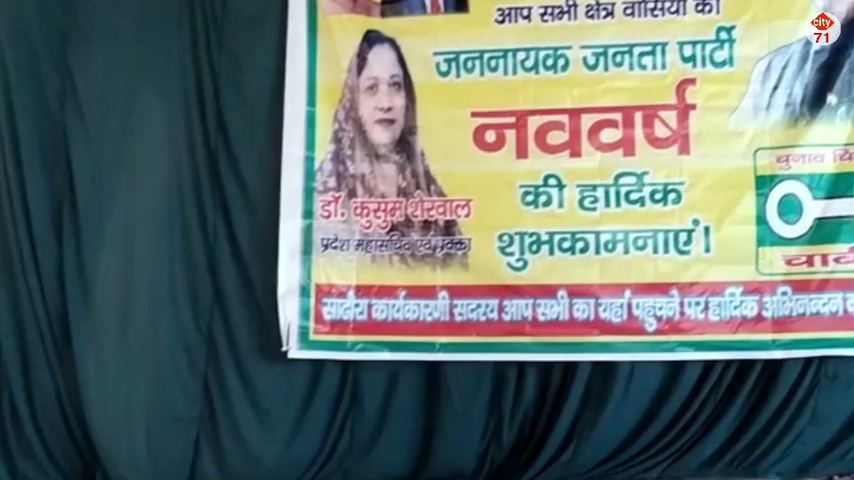 आप सभी क्षेत्र वासियों को
जननायक जनता पार्टी
नववर्ष
की हार्दिक
शुभकामनाएं।
डॉ. कुसुम शेरवाल
प्रदेश महासचिव एवं प्रवक्ता
चुनाव
कार्यकारणी सदस्य आप सभी का यहां पहुचने पर हार्दिक अभिनन्दन
city
71